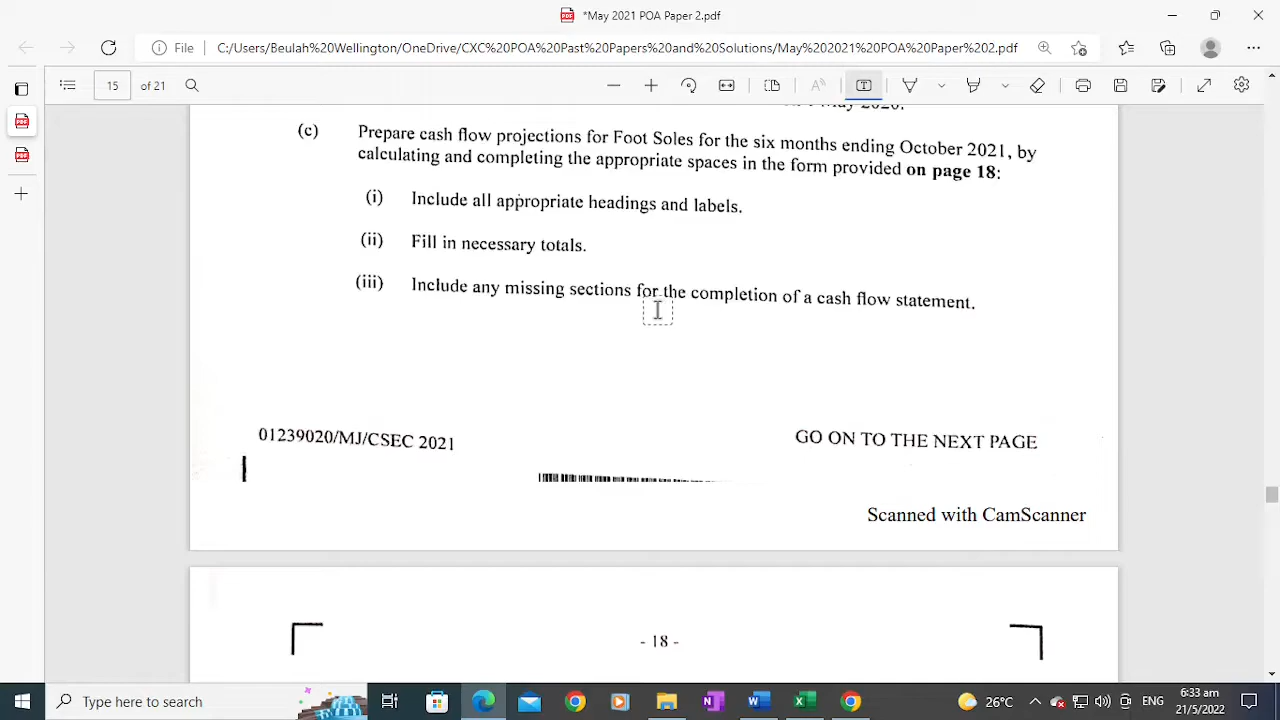 *May 2021 POA Paper 2.pdf
File C:/Users/Beulah%20Wellington/OneDrive/CXC%20POA%20Past%20Papers%20and%20Solutions/May%202021%20POA%20Paper%202.pdf
15 of 21
(c) Prepare cash flow projections for Foot Soles for the six months ending October 2021, by
calculating and completing the appropriate spaces in the form provided on page 18:
(i) Include all appropriate headings and labels.
(ii) Fill in necessary totals.
(iii) Include any missing sections for the completion of a cash flow statement.
01239020/MJ/CSEC 2021 GO ON TO THE NEXT PAGE
Scanned with CamScanner
- 18 -
Type here to search 26°C ENG 6:33 am
21/5/2022